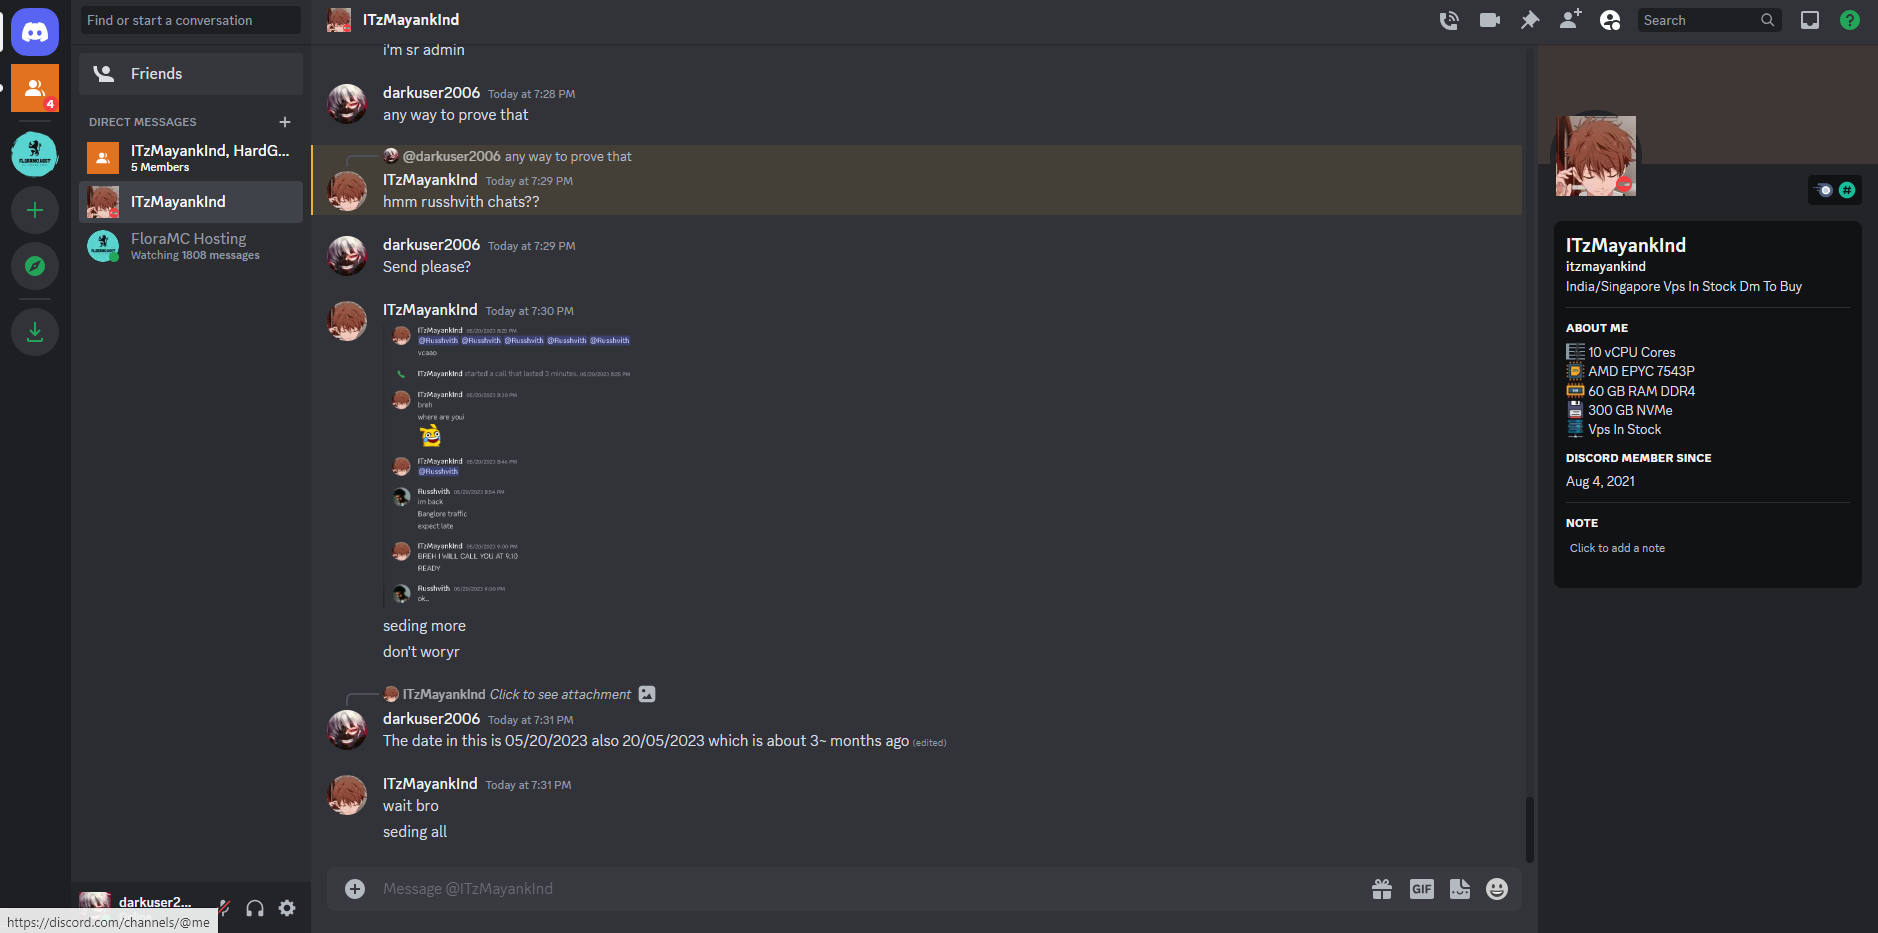 Find or start a conversation
Friends
DIRECT MESSAGES
ITzMayankInd, HardG...
5 Members
ITzMayankInd
FloraMC Hosting
Watching 1808 messages
4
darkuser2...
https://discord.com/channels/@me
ITzMayankInd
Search
i'm sr admin
darkuser2006 Today at 7:28 PM
any way to prove that
@darkuser2006 any way to prove that
ITzMayankInd Today at 7:29 PM
hmm russhvith chats??
darkuser2006 Today at 7:29 PM
Send please?
ITzMayankInd Today at 7:30 PM
ITzMayankInd 05/20/2023 8:25 PM
@Russhvith @Russhvith @Russhvith @Russhvith @Russhvith
vcaao
ITzMayankInd started a call that lasted 3 minutes. 05/20/2023 8:25 PM
ITzMayankInd 05/20/2023
breh
where are youi
ITzMayankInd 05/20/2023 8:46 PM
@Russhvith
Russhvith 05/20/2023 8:54 PM
im back
Banglore traffic
expect late
ITzMayankInd 05/20/2023 9:00 PM
BREH I WILL CALL YOU AT 9.10
READY
Russhvith 05/20/2023 9:00 PM
ok..
seding more
don't woryr
ITzMayankInd Click to see attachment
darkuser2006 Today at 7:31 PM
The date in this is 05/20/2023 also 20/05/2023 which is about 3~ months ago (edited)
ITzMayankInd Today at 7:31 PM
wait bro
seding all
Message @ITzMayankInd
GIF
ITzMayankInd
itzmayankind
India/Singapore Vps In Stock Dm To Buy
ABOUT ME
10 vCPU Cores
AMD EPYC 7543P
60 GB RAM DDR4
300 GB NVMe
Vps In Stock
DISCORD MEMBER SINCE
Aug 4, 2021
NOTE
Click to add a note